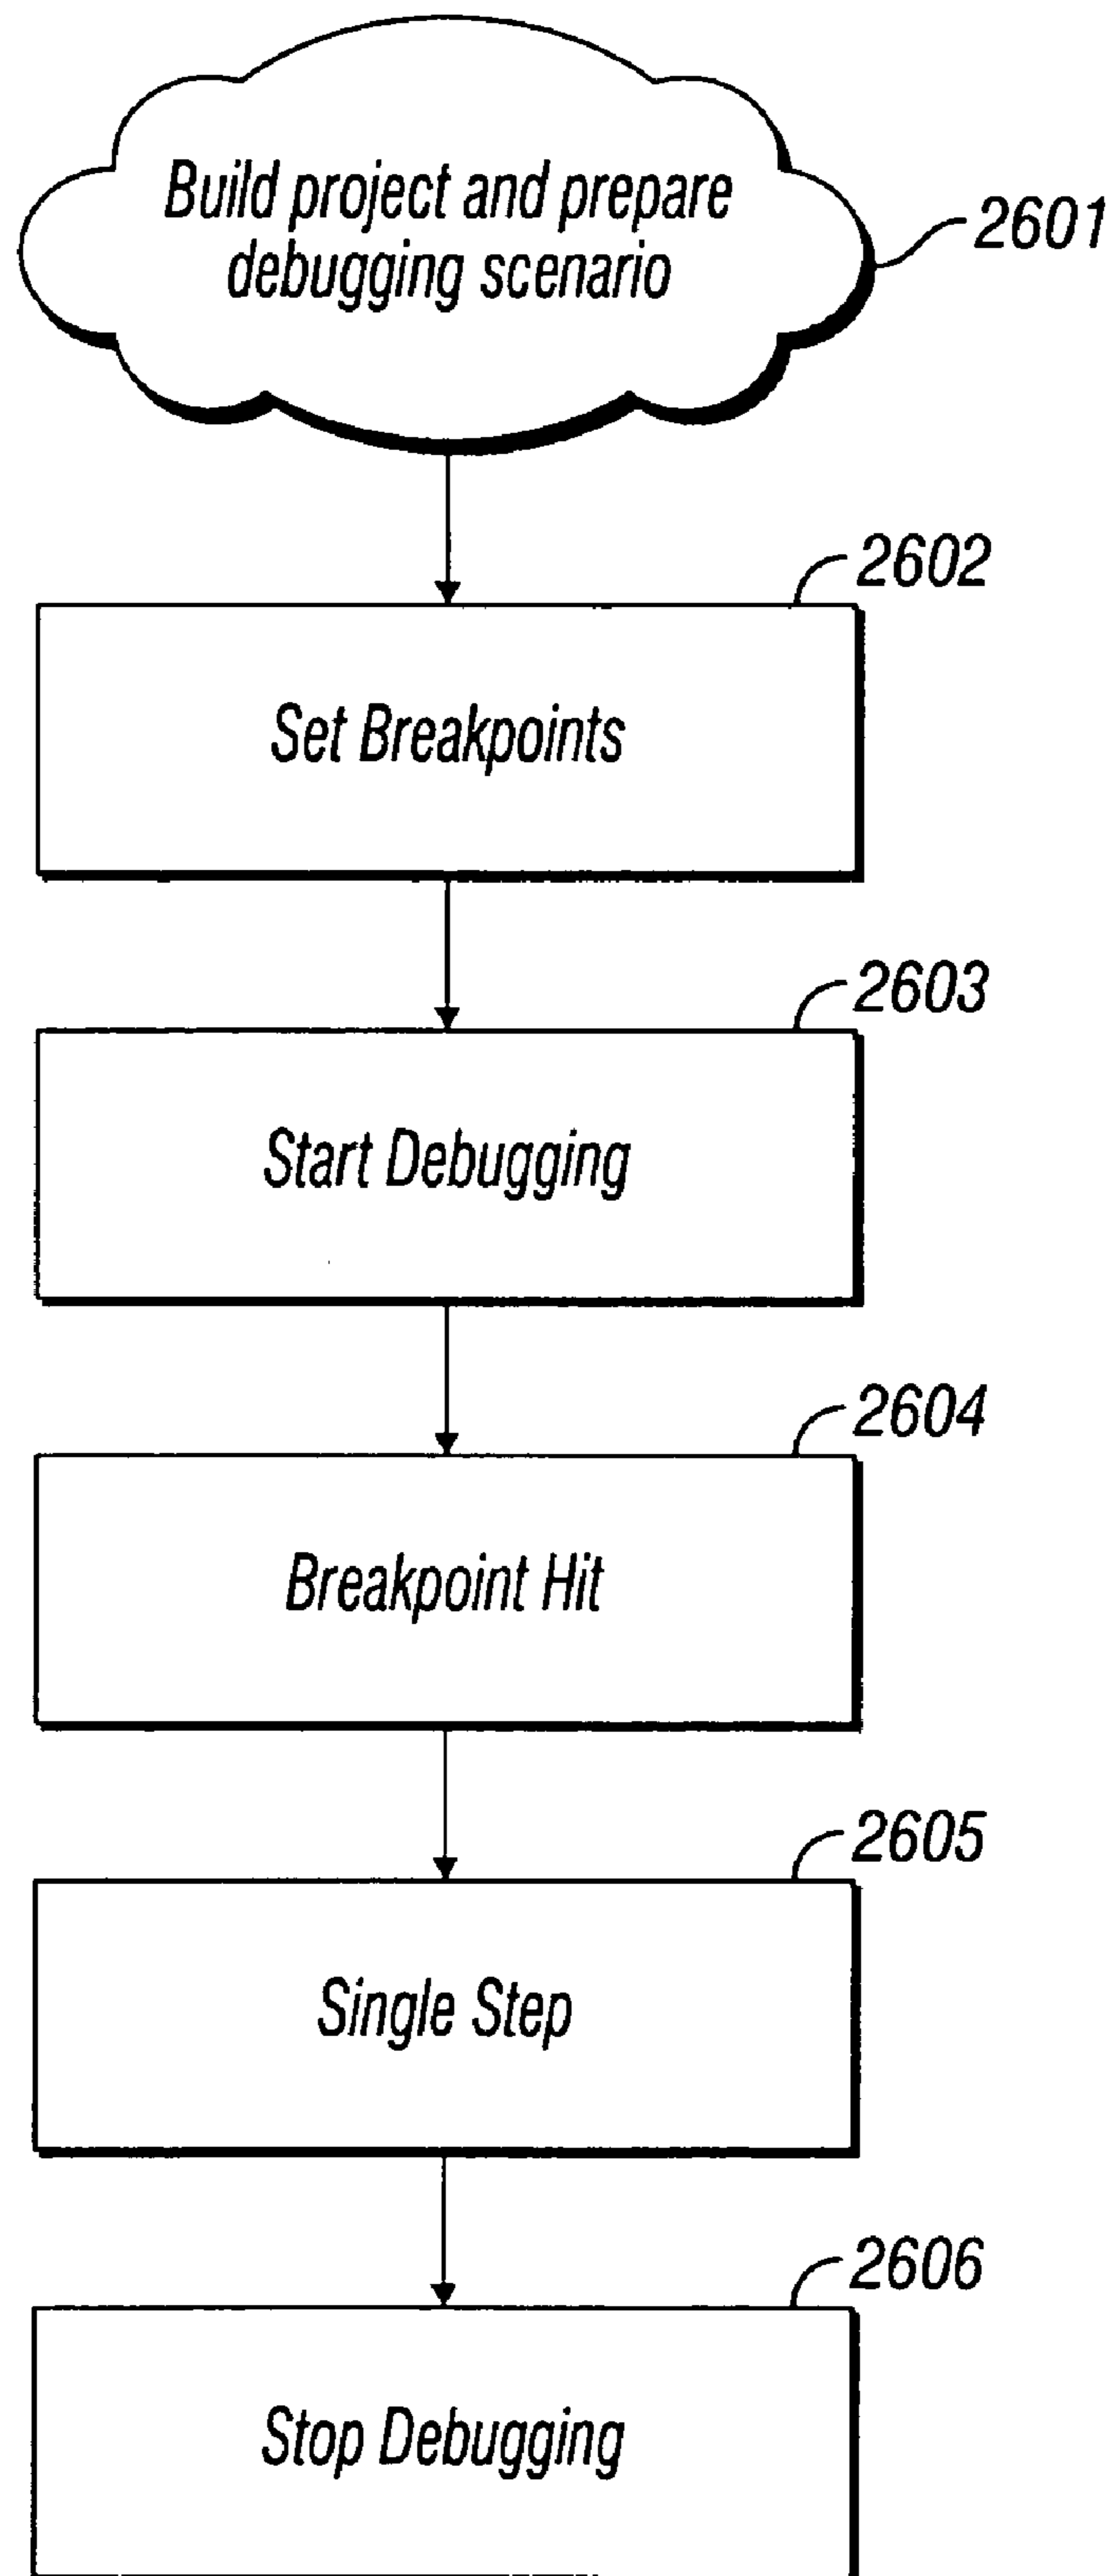 Build project and prepare
debugging scenario
2601
2602
Set Breakpoints
2603
Start Debugging
2604
Breakpoint Hit
2605
Single Step
2606
Stop Debugging